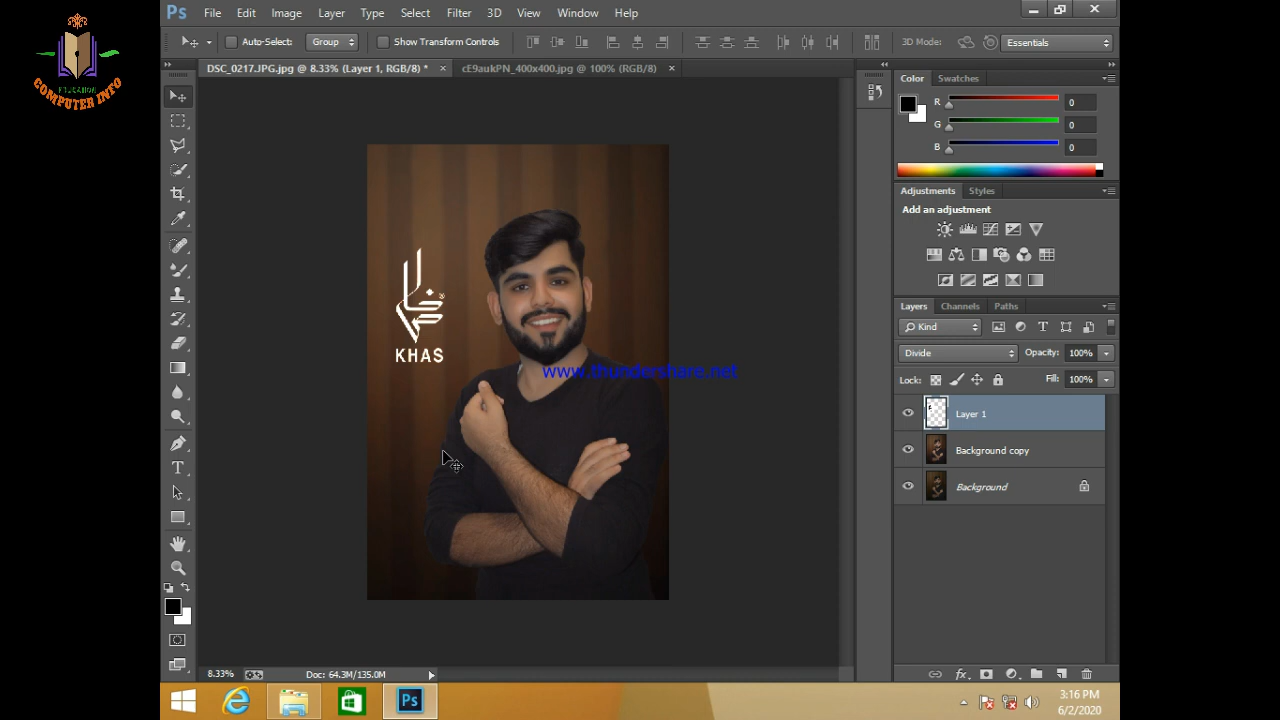 Ps File Edit Image Layer Type Select Filter 3D View Window Help
Auto-Select: Group Show Transform Controls 3D Mode: Essentials
DSC_0217.JPG.jpg @ 8.33% (Layer 1, RGB/8) * × cE9aukPN_400x400.jpg @ 100% (RGB/8) ×
EDUCATION
COMPUTER INFO
Color Swatches
R 0
G 0
B 0
Adjustments Styles
Add an adjustment
Layers Channels Paths
Kind
Divide Opacity: 100%
Lock: Fill: 100%
Layer 1
Background copy
Background
خاص
KHAS
www.thundershare.net
8.33% Doc: 64.3M/135.0M
Ps
3:16 PM
6/2/2020